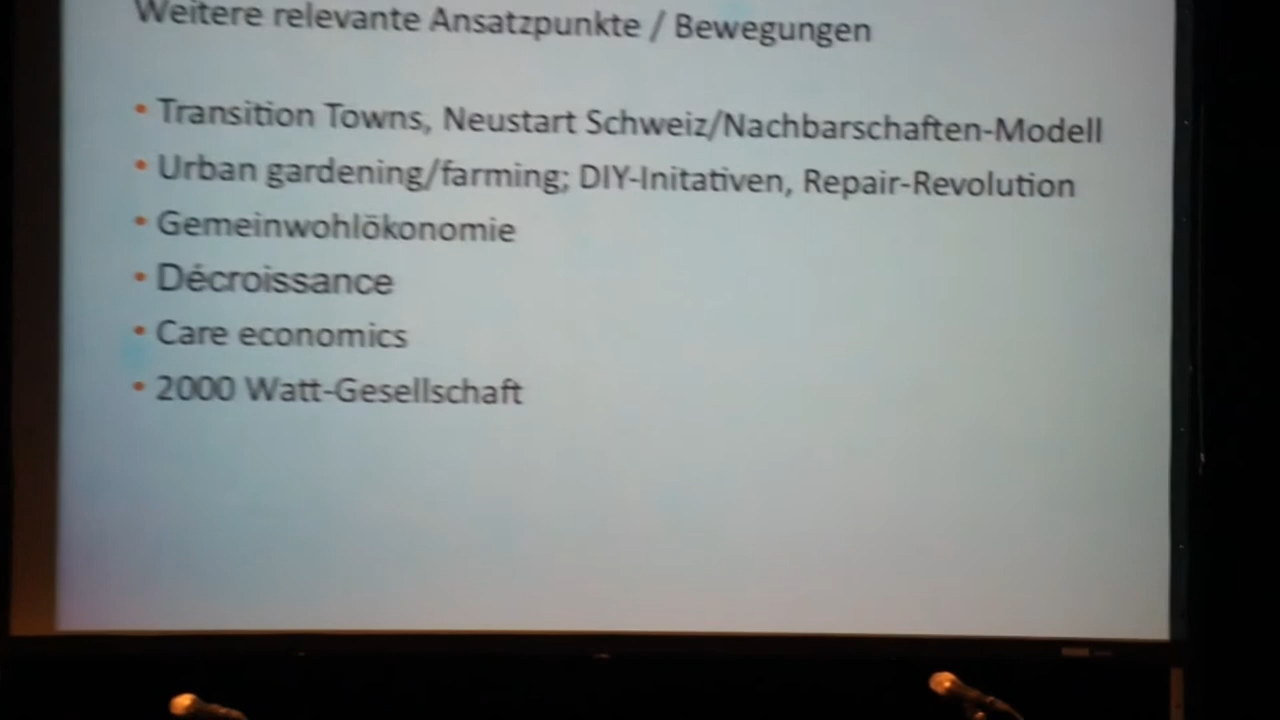 Weitere relevante Ansatzpunkte / Bewegungen
• Transition Towns, Neustart Schweiz/Nachbarschaften-Modell
• Urban gardening/farming; DIY-Initativen, Repair-Revolution
• Gemeinwohlökonomie
• Décroissance
• Care economics
• 2000 Watt-Gesellschaft